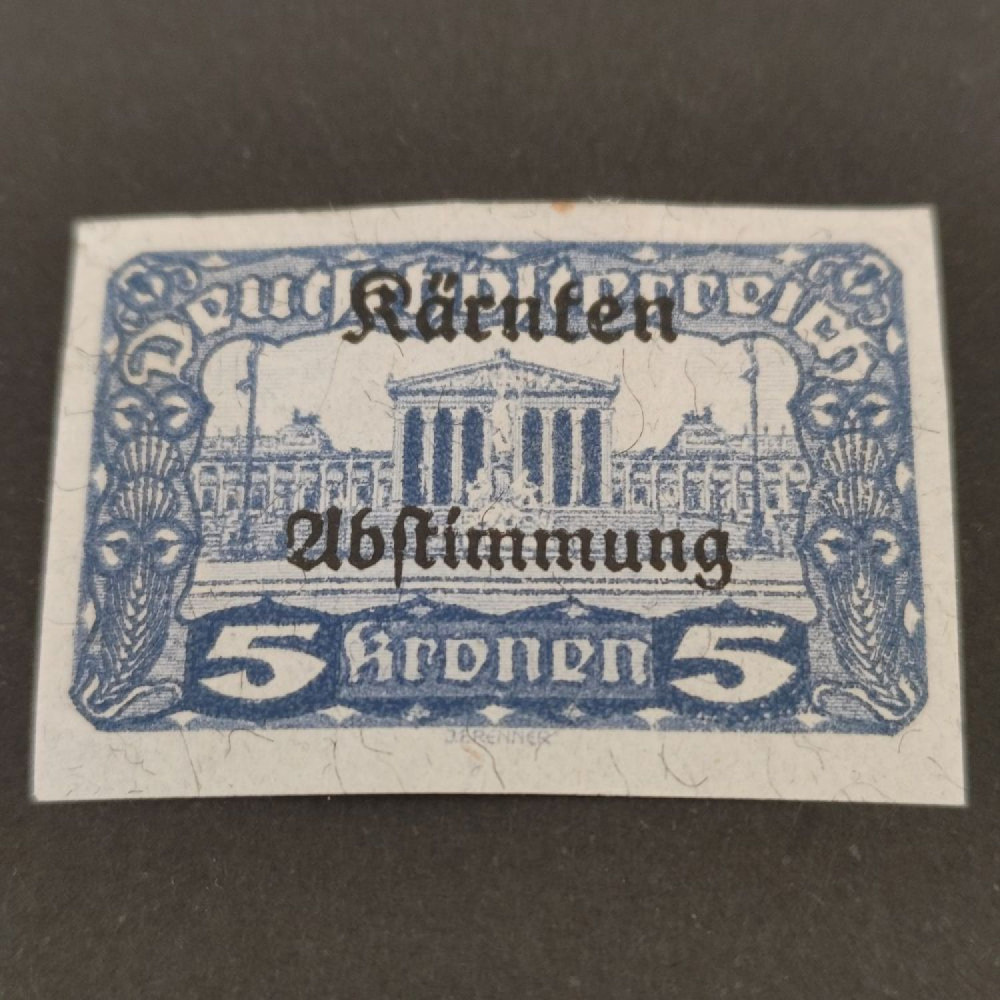 Deutschösterreich
Kärnten
Abstimmung
5 Kronen 5
J.F.RENNER